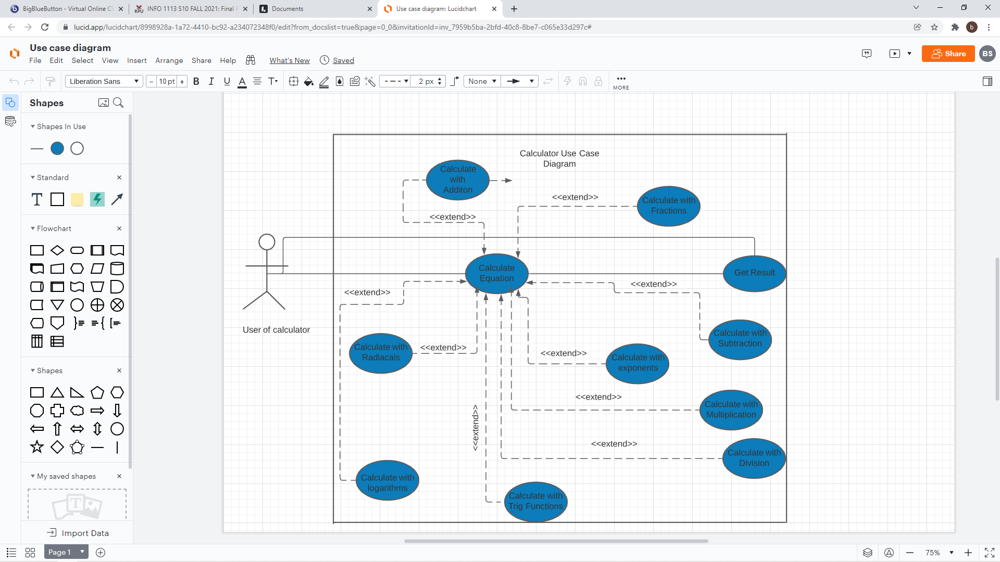 BigBlueButton - Virtual Online Cl
INFO 1113 S10 FALL 2021: Final P
Documents
Use case diagram: Lucidchart
lucid.app/lucidchart/8998928a-1a72-4410-bc92-a234072348f0/edit?from_docslist=true&page=0_0&invitationId=inv_7959b5ba-2bfd-40c8-8be7-c065e33d297c#
b
Use case diagram
File Edit Select View Insert Arrange Share Help What's New Saved
Share
BS
Liberation Sans
- 10 pt +
B I U A T
2 px
None
MORE
Shapes
Shapes In Use
Standard
T
Flowchart
Shapes
My saved shapes
T
Import Data
Calculator Use Case
Diagram
Calculate
with
Additon
<<extend>>
Calculate with
Fractions
<<extend>>
Calculate
Equation
Get Result
<<extend>>
<<extend>>
User of calculator
Calculate with
Radiacals
<<extend>>
Calculate with
Subtraction
<<extend>>
Calculate with
exponents
<<extend>>
Calculate with
Multiplication
<<extend>>
<<extend>>
Calculate with
Division
Calculate with
logarithms
Calculate with
Trig Functions
Page 1
75%